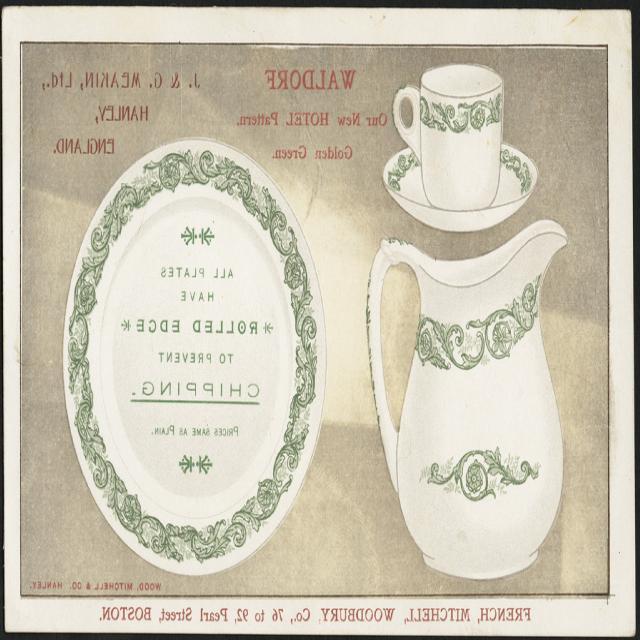 J. & G. MEAKIN, Ltd.,
HANLEY,
ENGLAND.
WALDORF
Our New HOTEL Pattern.
Golden Green.
ALL PLATES
HAVE
* ROLLED EDGE *
TO PREVENT
CHIPPING.
PRICES SAME AS PLAIN.
WOOD, MITCHELL & CO. HANLEY.
FRENCH, MITCHELL, WOODBURY, Co., 76 to 92, Pearl Street, BOSTON.